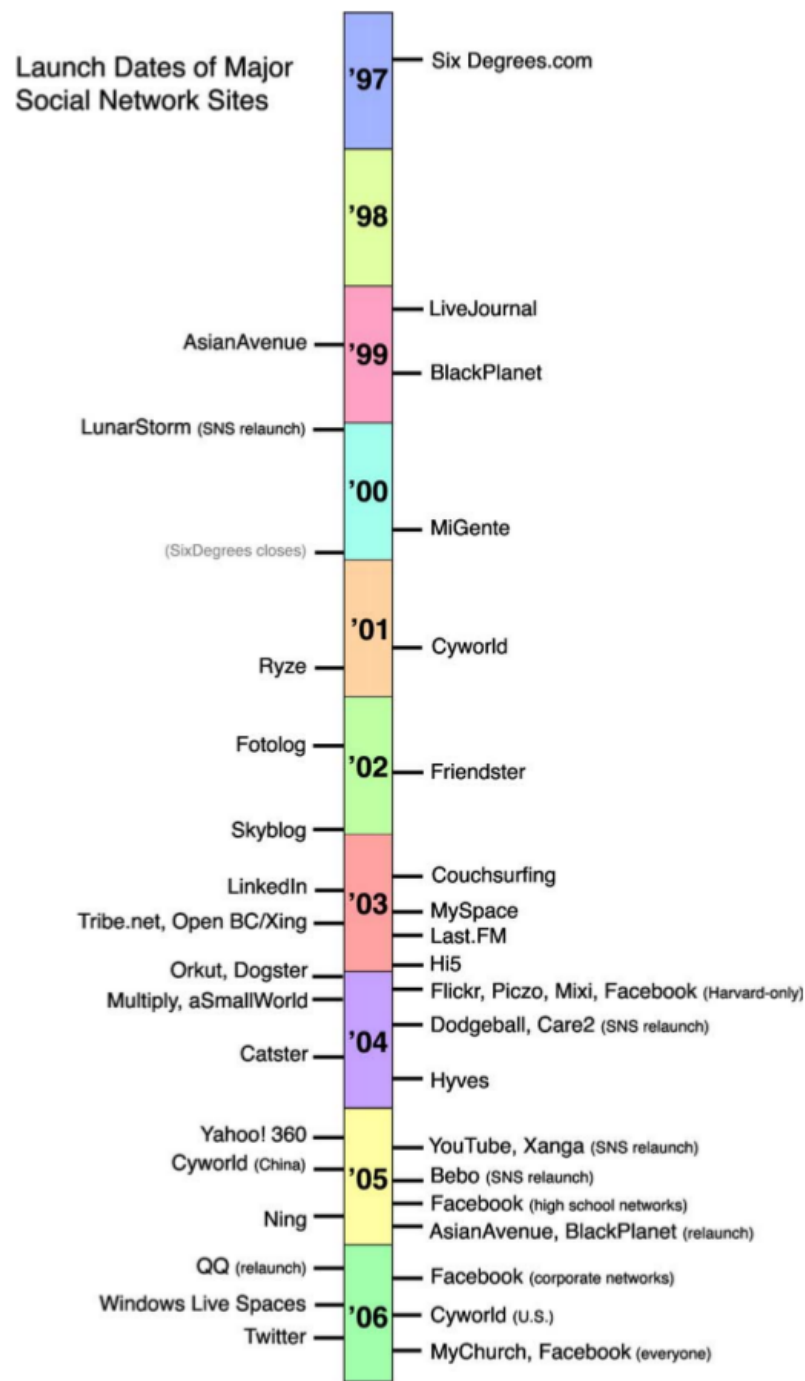 Launch Dates of Major
Social Network Sites
'97
Six Degrees.com
'98
LiveJournal
AsianAvenue
'99
BlackPlanet
LunarStorm (SNS relaunch)
'00
MiGente
(SixDegrees closes)
'01
Cyworld
Ryze
Fotolog
'02
Friendster
Skyblog
Couchsurfing
LinkedIn
'03
MySpace
Tribe.net, Open BC/Xing
Last.FM
Hi5
Orkut, Dogster
Flickr, Piczo, Mixi, Facebook (Harvard-only)
Multiply, aSmallWorld
Dodgeball, Care2 (SNS relaunch)
'04
Catster
Hyves
Yahoo! 360
YouTube, Xanga (SNS relaunch)
Cyworld (China)
'05
Bebo (SNS relaunch)
Facebook (high school networks)
Ning
AsianAvenue, BlackPlanet (relaunch)
QQ (relaunch)
Facebook (corporate networks)
Windows Live Spaces
'06
Cyworld (U.S.)
Twitter
MyChurch, Facebook (everyone)